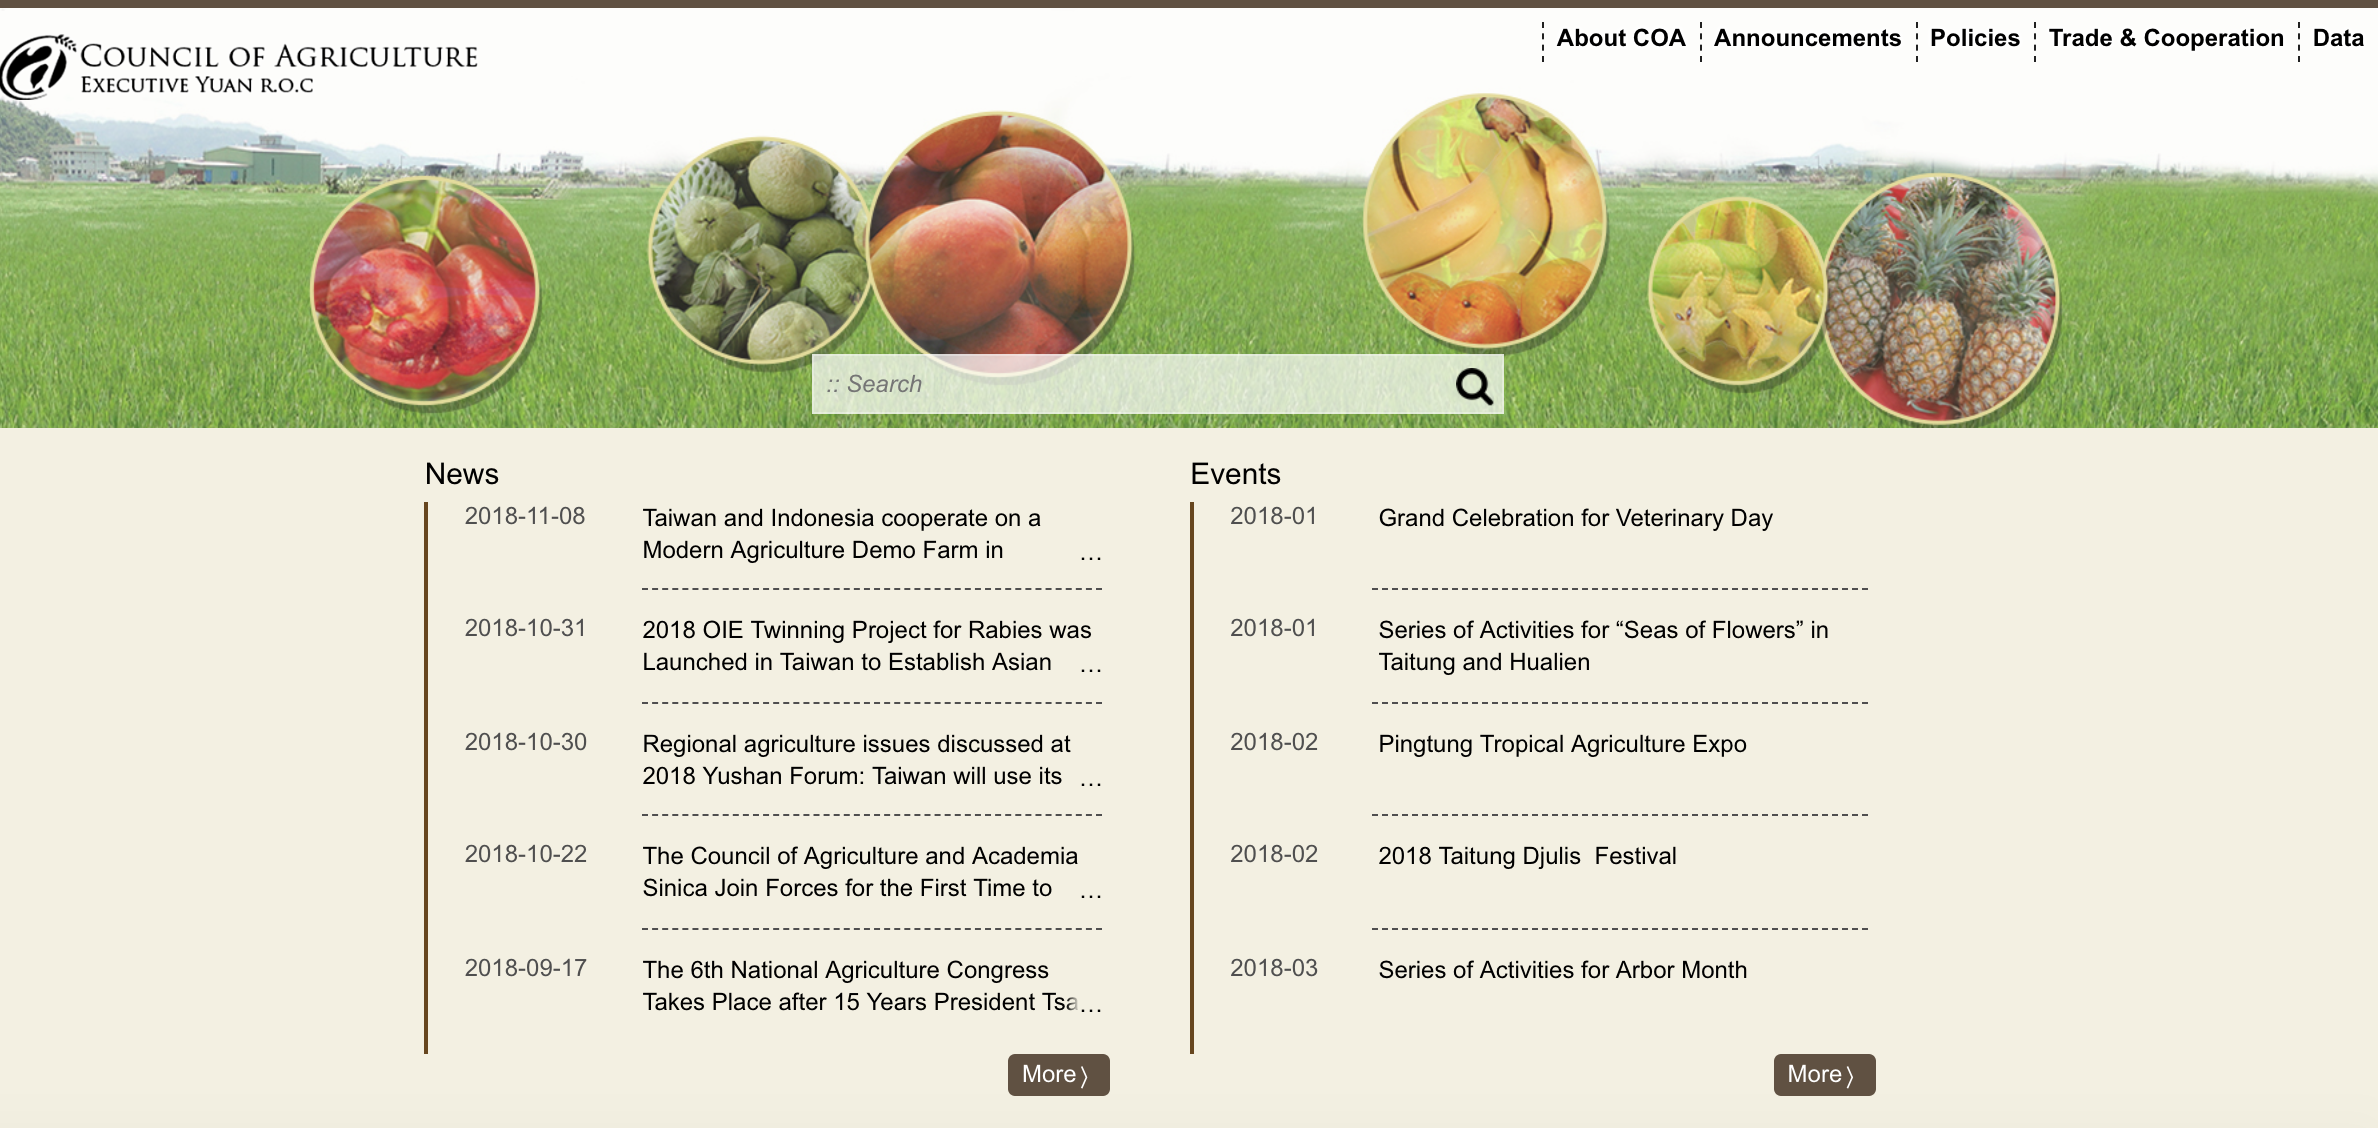 COUNCIL OF AGRICULTURE
EXECUTIVE YUAN R.O.C
About COA
Announcements
Policies
Trade & Cooperation
Data
:: Search
News
2018-11-08
Taiwan and Indonesia cooperate on a
Modern Agriculture Demo Farm in ...
2018-10-31
2018 OIE Twinning Project for Rabies was
Launched in Taiwan to Establish Asian ...
2018-10-30
Regional agriculture issues discussed at
2018 Yushan Forum: Taiwan will use its ...
2018-10-22
The Council of Agriculture and Academia
Sinica Join Forces for the First Time to ...
2018-09-17
The 6th National Agriculture Congress
Takes Place after 15 Years President Tsa...
More 〉
Events
2018-01
Grand Celebration for Veterinary Day
2018-01
Series of Activities for “Seas of Flowers” in
Taitung and Hualien
2018-02
Pingtung Tropical Agriculture Expo
2018-02
2018 Taitung Djulis  Festival
2018-03
Series of Activities for Arbor Month
More 〉